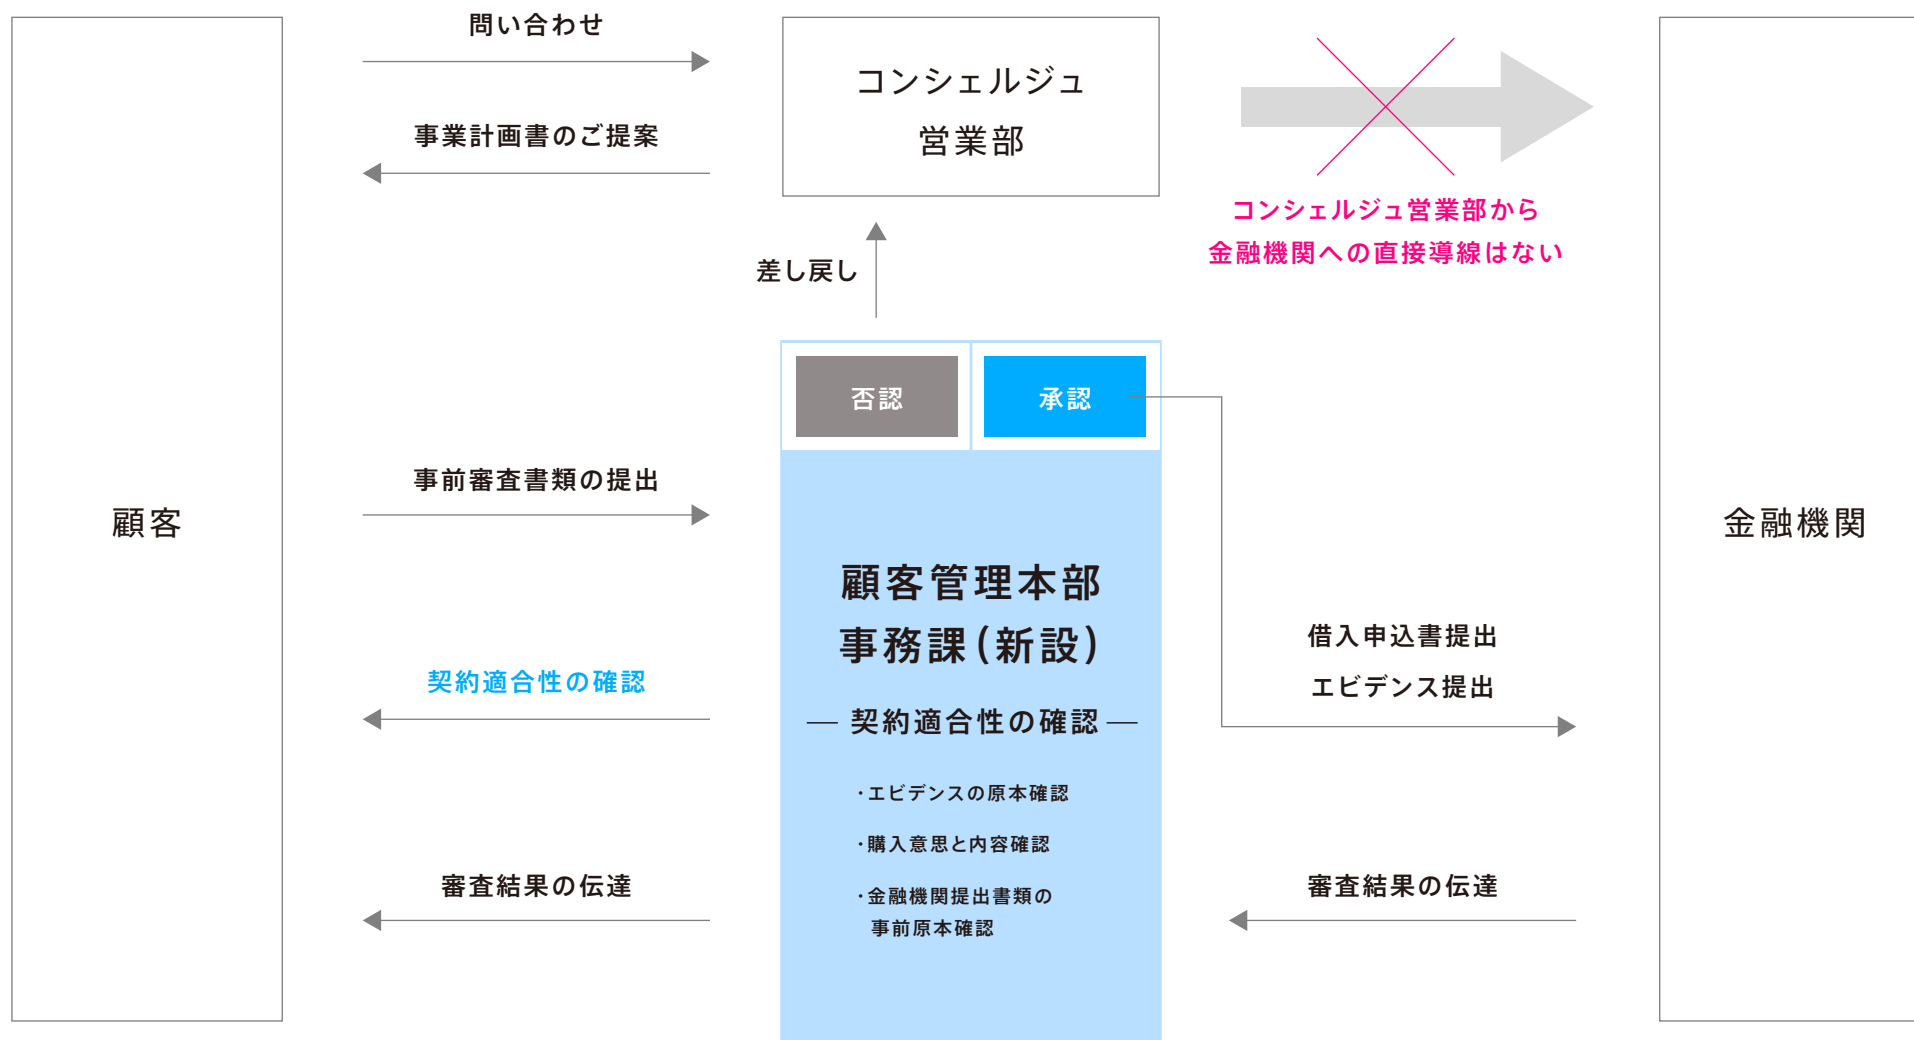 問い合わせ
事業計画書のご提案
コンシェルジュ
営業部
コンシェルジュ営業部から
金融機関への直接導線はない
差し戻し
否認
承認
顧客
事前審査書類の提出
契約適合性の確認
審査結果の伝達
顧客管理本部
事務課(新設)
― 契約適合性の確認 ―
・エビデンスの原本確認
・購入意思と内容確認
・金融機関提出書類の
事前原本確認
借入申込書提出
エビデンス提出
審査結果の伝達
金融機関